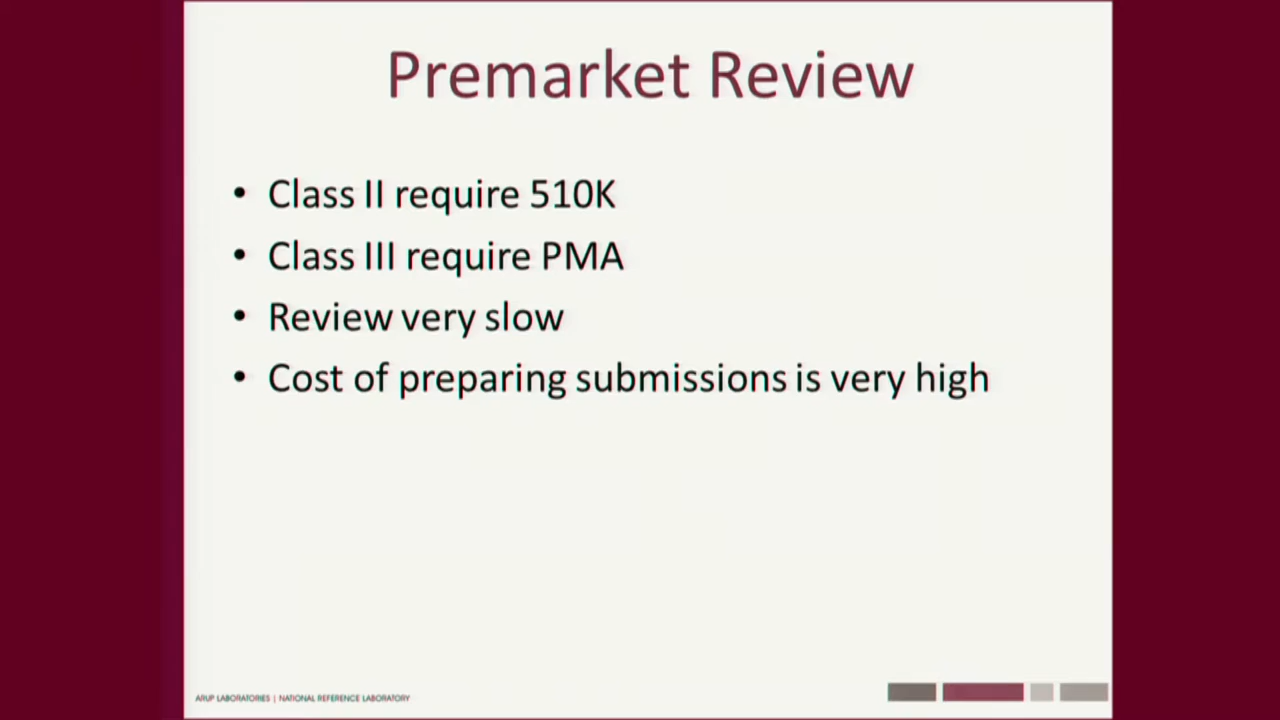 Premarket Review
• Class II require 510K
• Class III require PMA
• Review very slow
• Cost of preparing submissions is very high
ARUP LABORATORIES | NATIONAL REFERENCE LABORATORY